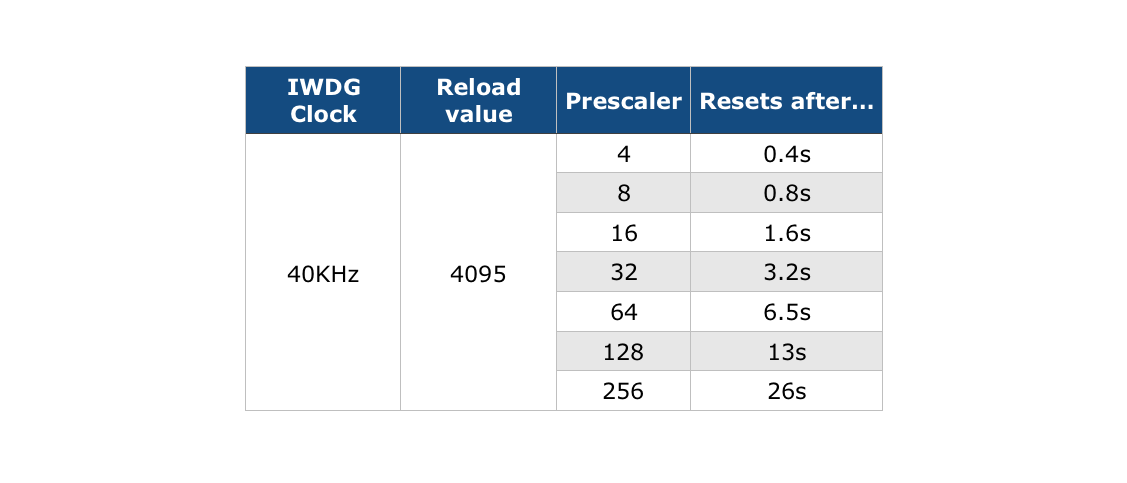 IWDG Clock Reload value Prescaler Resets after...
4 0.4s
8 0.8s
16 1.6s
40KHz 4095 32 3.2s
64 6.5s
128 13s
256 26s